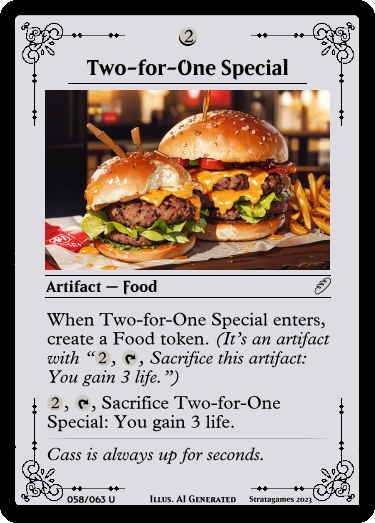 2
Two-for-One Special
Artifact — Food
When Two-for-One Special enters,
create a Food token. (It's an artifact
with “2, , Sacrifice this artifact:
You gain 3 life.”)
2, , Sacrifice Two-for-One
Special: You gain 3 life.
Cass is always up for seconds.
058/063 U
Illus. AI Generated
Stratagames 2023